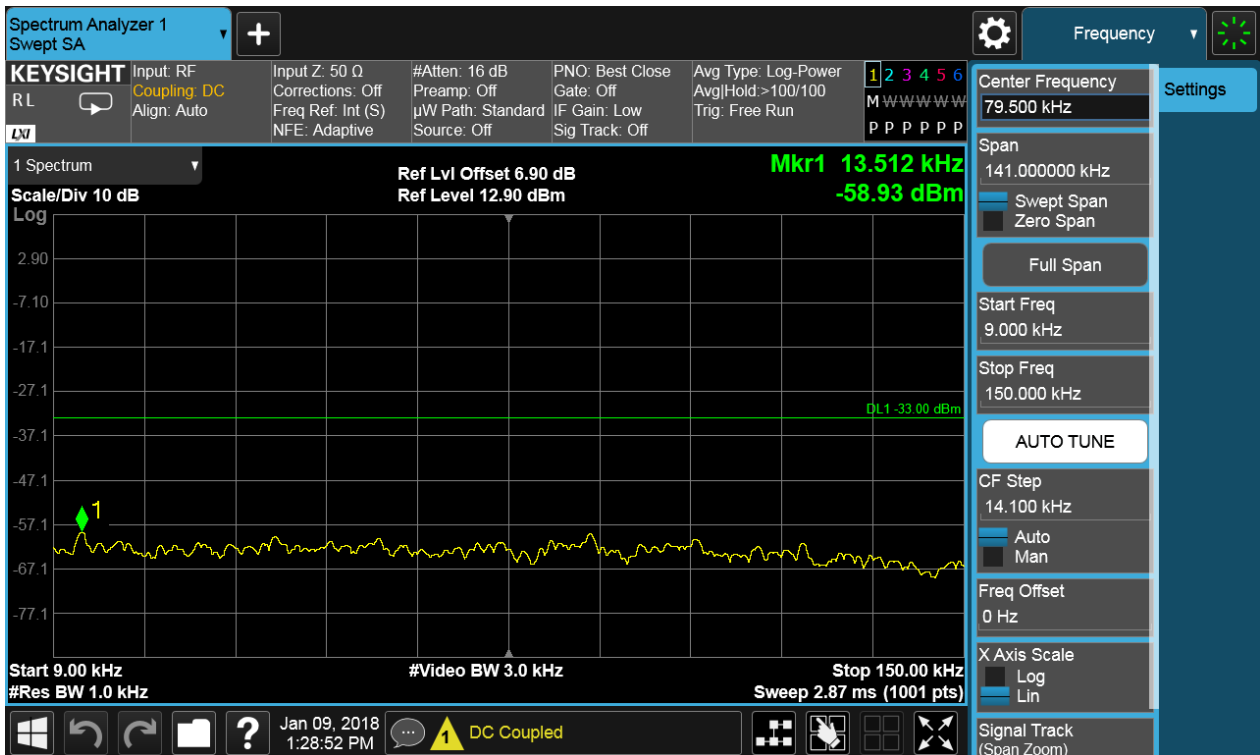 Spectrum Analyzer 1
Swept SA
+
Frequency
KEYSIGHT
RL
LXI
Input: RF
Coupling: DC
Align: Auto
Input Z: 50 Ω
Corrections: Off
Freq Ref: Int (S)
NFE: Adaptive
#Atten: 16 dB
Preamp: Off
µW Path: Standard
Source: Off
PNO: Best Close
Gate: Off
IF Gain: Low
Sig Track: Off
Avg Type: Log-Power
Avg|Hold:>100/100
Trig: Free Run
1 2 3 4 5 6
M W W W W W
P P P P P P
1 Spectrum
Scale/Div 10 dB
Log
Ref Lvl Offset 6.90 dB
Ref Level 12.90 dBm
Mkr1 13.512 kHz
-58.93 dBm
2.90
-7.10
-17.1
-27.1
DL1 -33.00 dBm
-37.1
-47.1
1
-57.1
-67.1
-77.1
Start 9.00 kHz
#Res BW 1.0 kHz
#Video BW 3.0 kHz
Stop 150.00 kHz
Sweep 2.87 ms (1001 pts)
Center Frequency
79.500 kHz
Span
141.000000 kHz
Swept Span
Zero Span
Full Span
Start Freq
9.000 kHz
Stop Freq
150.000 kHz
AUTO TUNE
CF Step
14.100 kHz
Auto
Man
Freq Offset
0 Hz
X Axis Scale
Log
Lin
Signal Track
(Span Zoom)
Settings
?
Jan 09, 2018
1:28:52 PM
1
DC Coupled